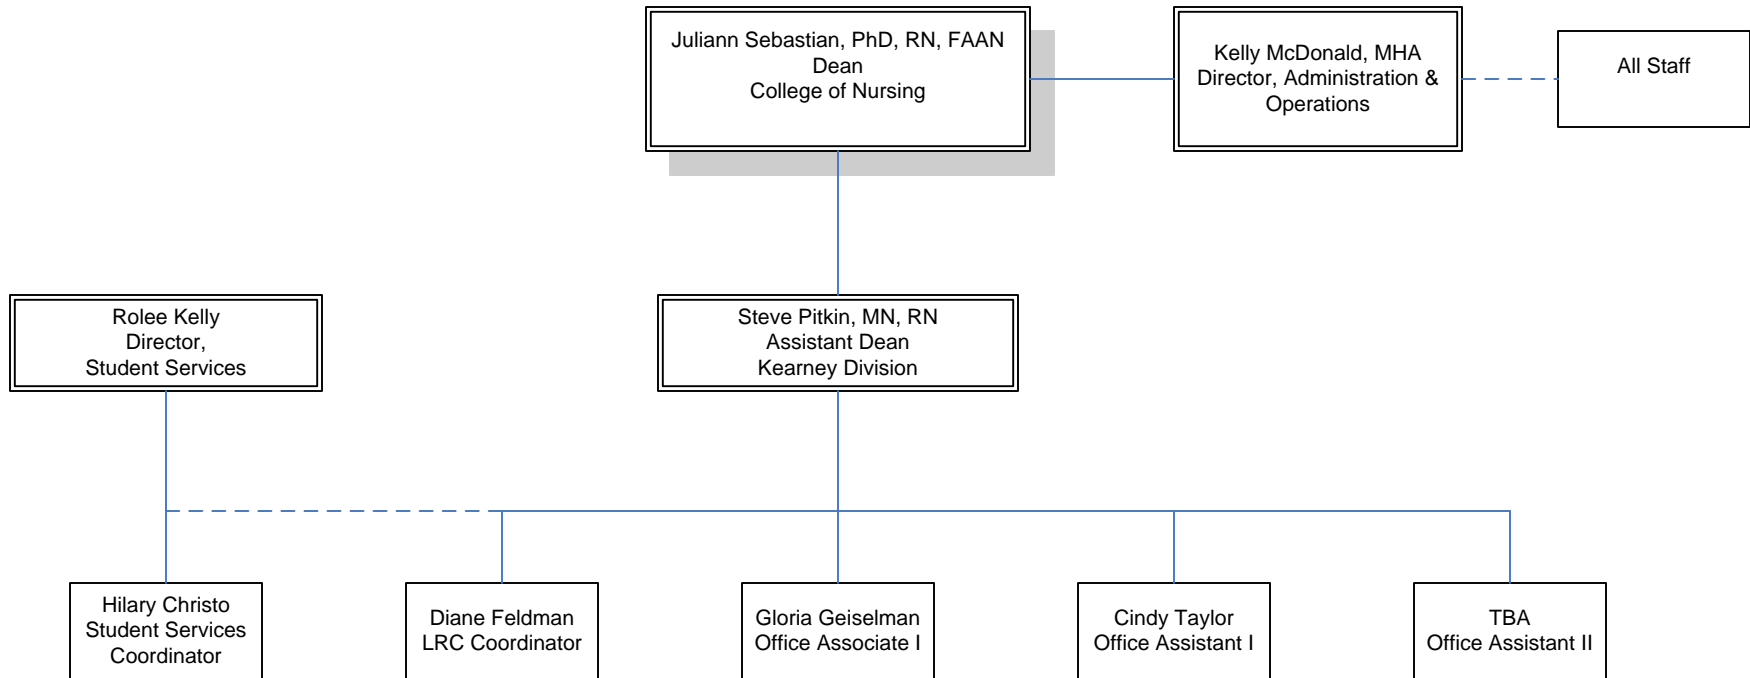 Juliann Sebastian, PhD, RN, FAAN
Dean
College of Nursing
Kelly McDonald, MHA
Director, Administration &
Operations
All Staff
Rolee Kelly
Director,
Student Services
Steve Pitkin, MN, RN
Assistant Dean
Kearney Division
Hilary Christo
Student Services
Coordinator
Diane Feldman
LRC Coordinator
Gloria Geiselman
Office Associate I
Cindy Taylor
Office Assistant I
TBA
Office Assistant II